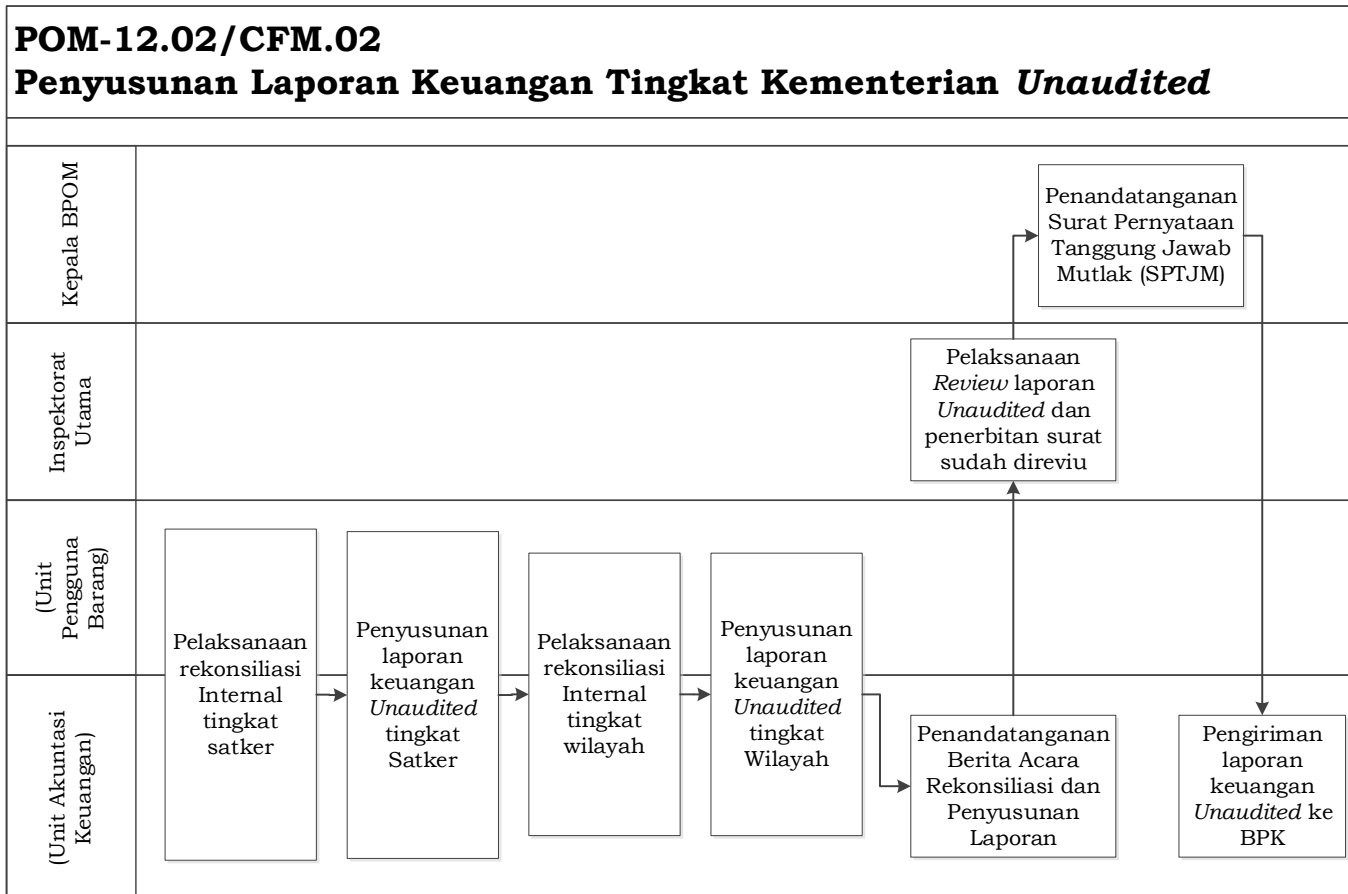 POM-12.02/CFM.02
Penyusunan Laporan Keuangan Tingkat Kementerian Unaudited
Kepala BPOM
Penandatanganan
Surat Pernyataan
Tanggung Jawab
Mutlak (SPTJM)
Inspektorat
Utama
Pelaksanaan
Review laporan
Unaudited dan
penerbitan surat
sudah direviu
(Unit
Pengguna
Barang)
(Unit Akuntasi
Keuangan)
Pelaksanaan
rekonsiliasi
Internal
tingkat
satker
Penyusunan
laporan
keuangan
Unaudited
tingkat
Satker
Pelaksanaan
rekonsiliasi
Internal
tingkat
wilayah
Penyusunan
laporan
keuangan
Unaudited
tingkat
Wilayah
Penandatanganan
Berita Acara
Rekonsiliasi dan
Penyusunan
Laporan
Pengiriman
laporan
keuangan
Unaudited ke
BPK